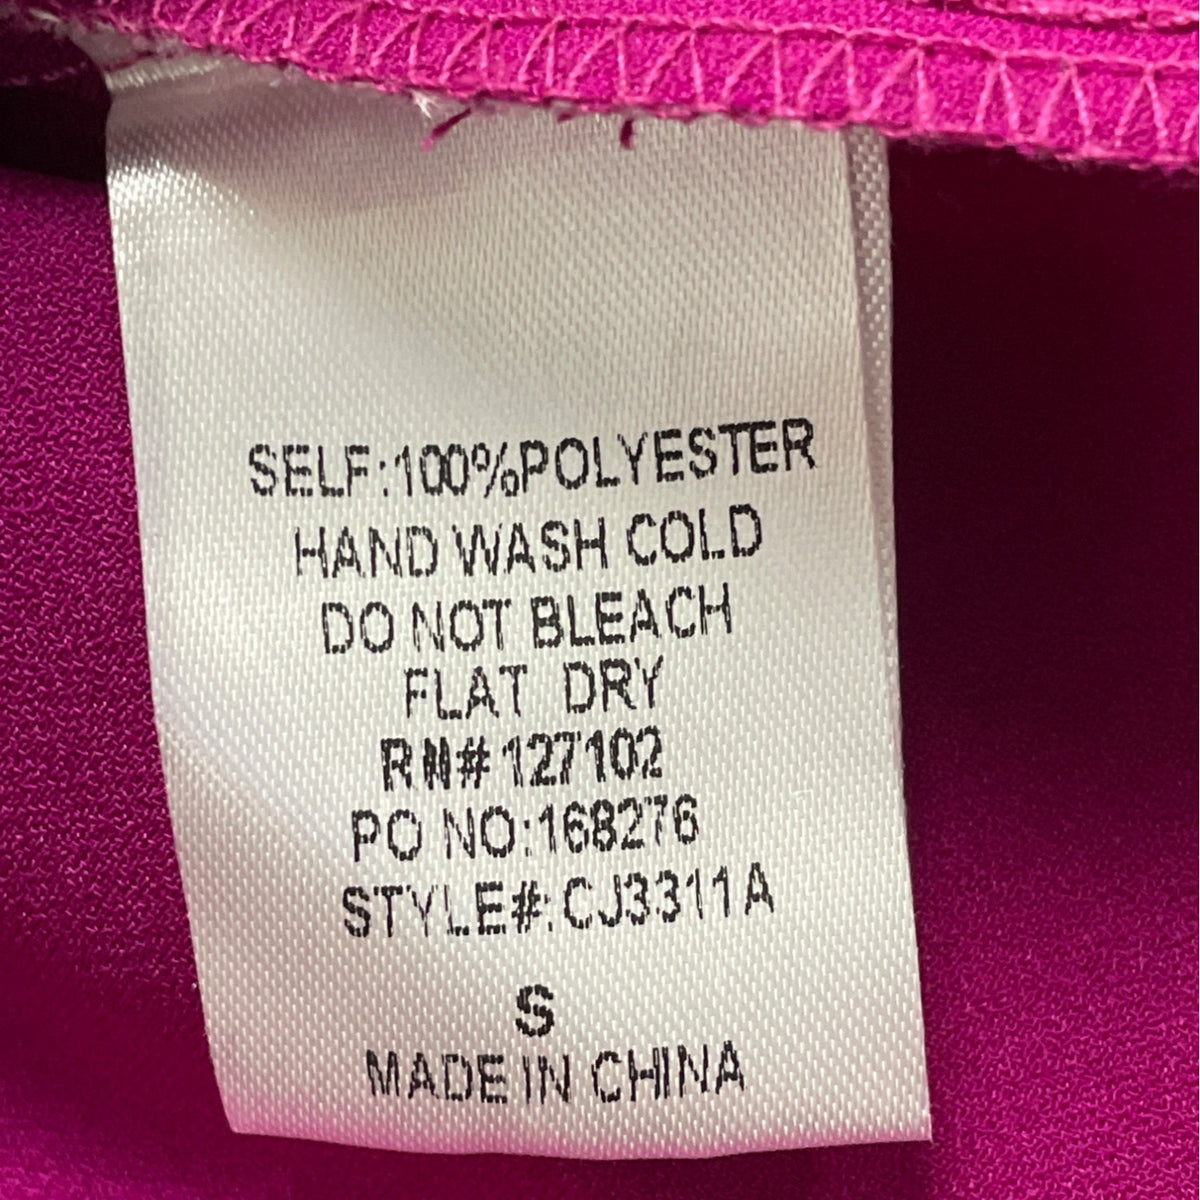 SELF:100%POLYESTER
HAND WASH COLD
DO NOT BLEACH
FLAT DRY
RN# 127102
PO NO:168276
STYLE#:CJ3311A
S
MADE IN CHINA